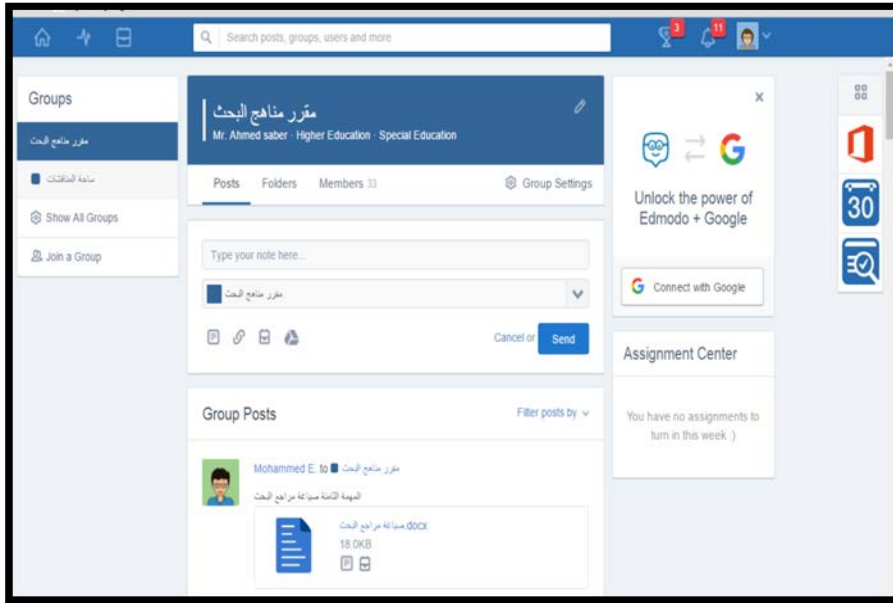 Search posts, groups, users and more
3
11
Groups
مقرر مناهج البحث
ساحة المناقشات
Show All Groups
Join a Group
مقرر مناهج البحث
Mr. Ahmed saber · Higher Education · Special Education
Posts Folders Members 33 Group Settings
Type your note here...
مقرر مناهج البحث
Cancel or Send
Group Posts Filter posts by
Mohammed E. to مقرر مناهج البحث
المهمة الثامنة صياغة مراجع البحث
صياغة مراجع البحث.docx
18.0KB
x
G
Unlock the power of
Edmodo + Google
G Connect with Google
Assignment Center
You have no assignments to
turn in this week :)
30